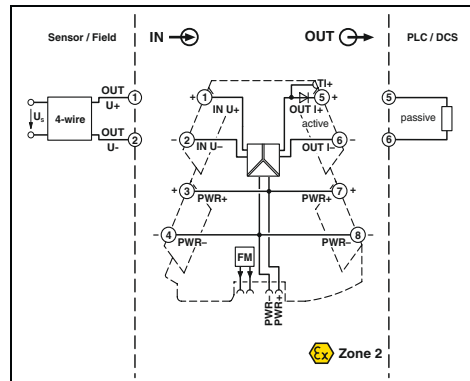 Sensor / Field
IN
OUT
PLC / DCS
OUT
U+
1
Us
4-wire
OUT
U-
2
+
1
IN U+
TI+
5
+
OUT I+
active
-
2
IN U-
6
-
OUT I-
+
3
PWR+
7
+
PWR+
-
4
PWR-
8
-
PWR-
FM
PWR-
PWR+
5
passive
6
Ex
Zone 2